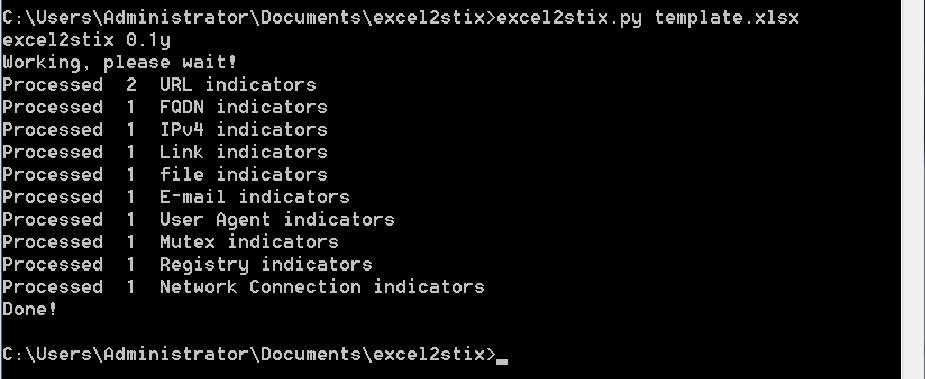 C:\Users\Administrator\Documents\excel2stix>excel2stix.py template.xlsx
excel2stix 0.1y
Working, please wait!
Processed  2  URL indicators
Processed  1  FQDN indicators
Processed  1  IPv4 indicators
Processed  1  Link indicators
Processed  1  file indicators
Processed  1  E-mail indicators
Processed  1  User Agent indicators
Processed  1  Mutex indicators
Processed  1  Registry indicators
Processed  1  Network Connection indicators
Done!
C:\Users\Administrator\Documents\excel2stix>_